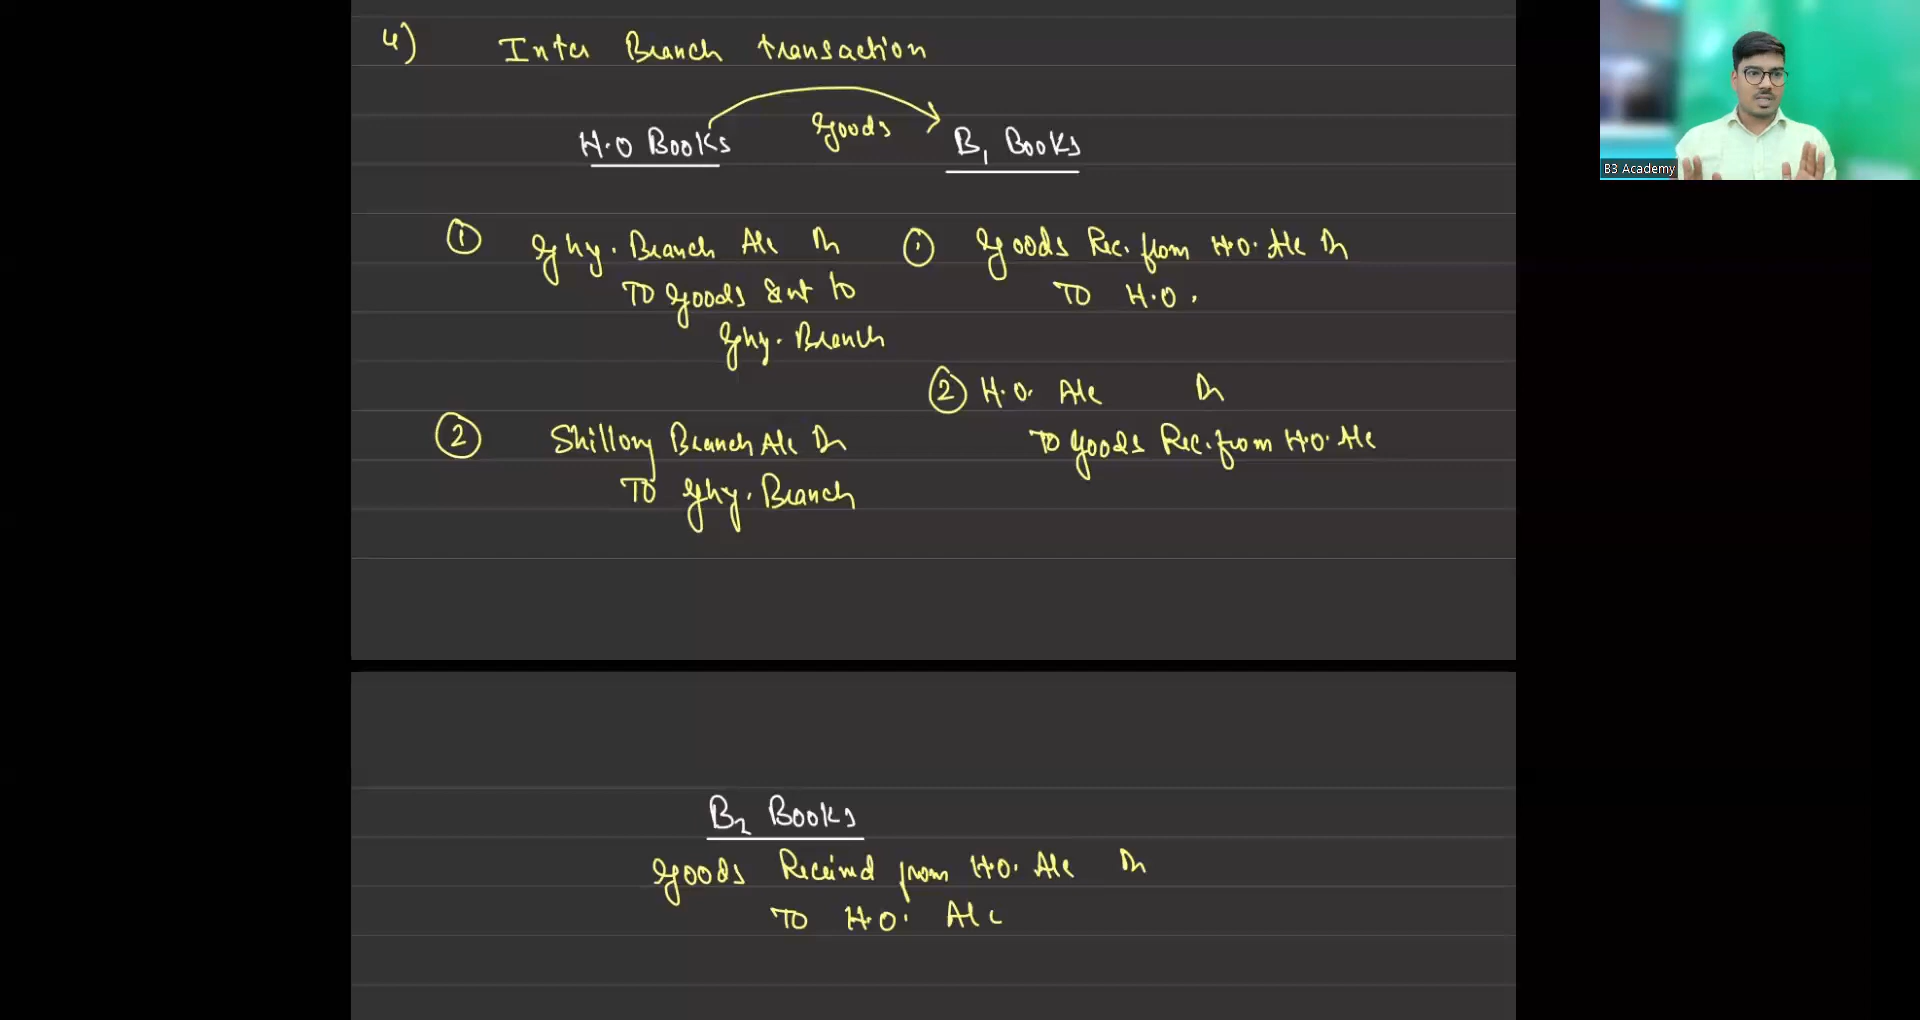 4) Inter Branch transaction
H.O Books Goods B1 Books
① Ghy. Branch A/c Dr
To Goods sent to
Ghy. Branch
② Shillong Branch A/c Dr
To Ghy. Branch
① Goods Rec. from H.O. A/c Dr
To H.O.
② H.O. A/c Dr
To Goods Rec. from H.O. A/c
B2 Books
Goods Received from H.O. A/c Dr
To H.O. A/c
B3 Academy